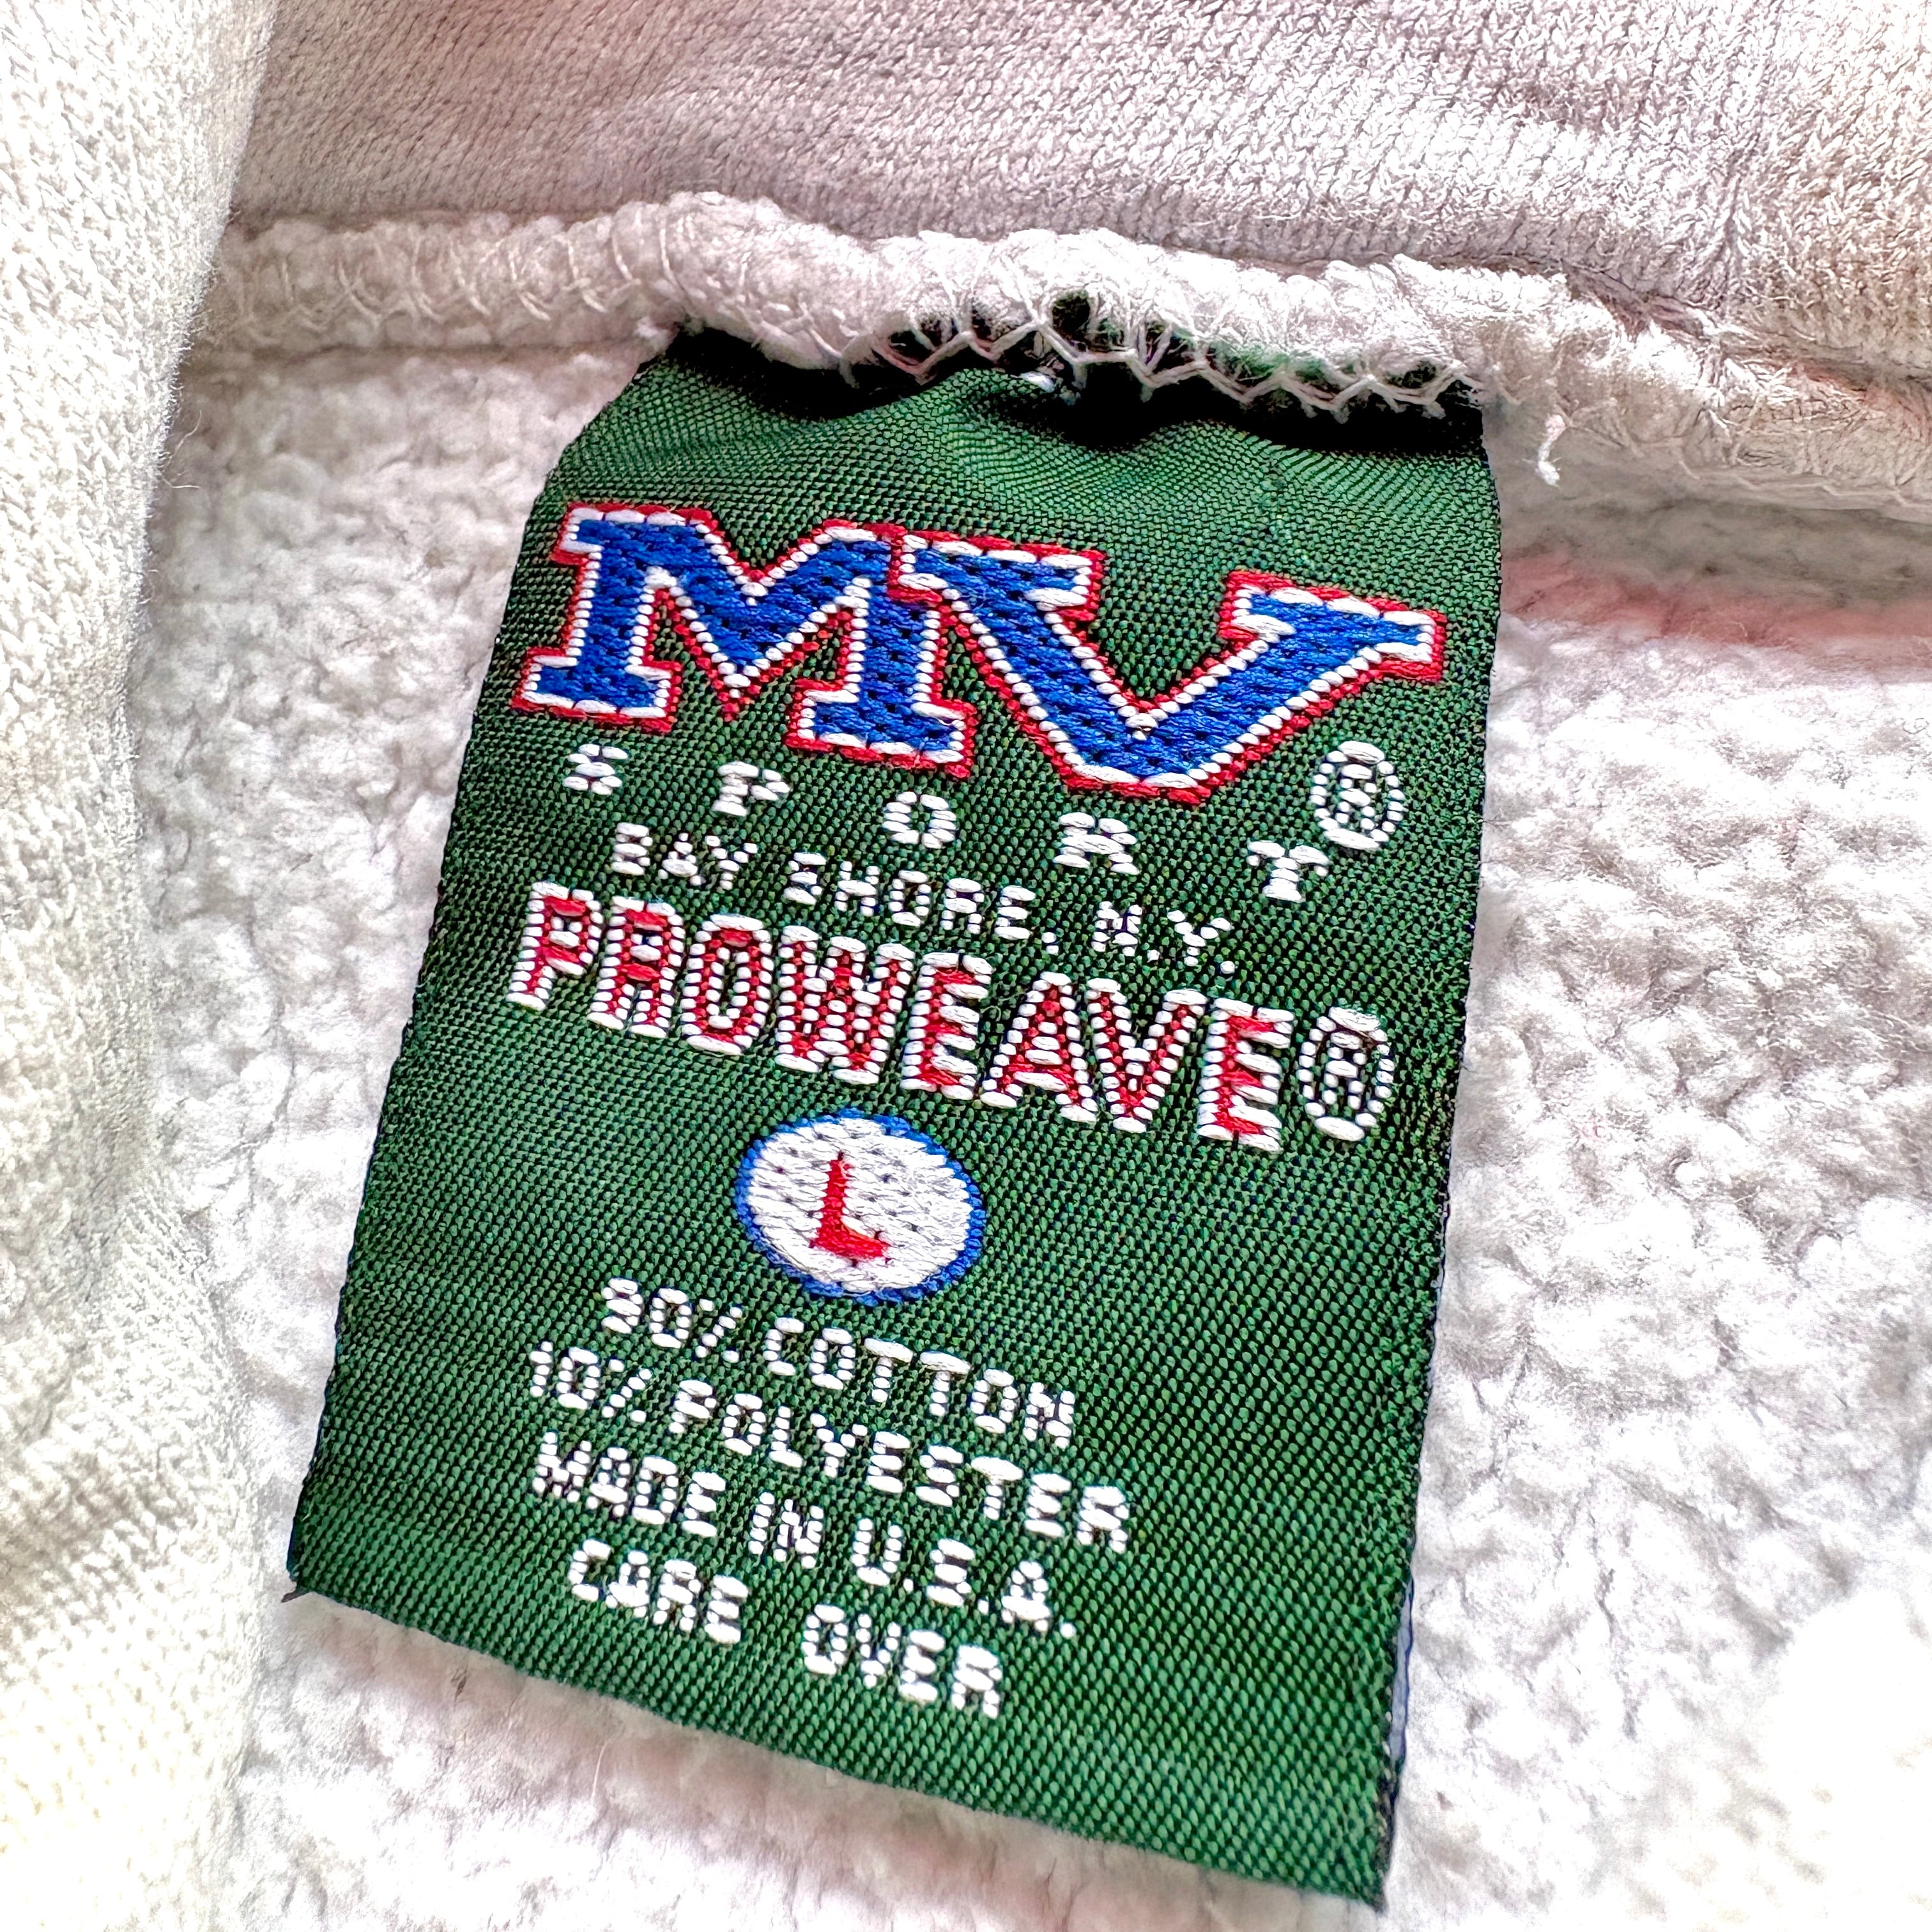 MV
SPORT®
BAY SHORE, N.Y.
PROWEAVE®
L
90% COTTON
10% POLYESTER
MADE IN U.S.A.
CARE OVER